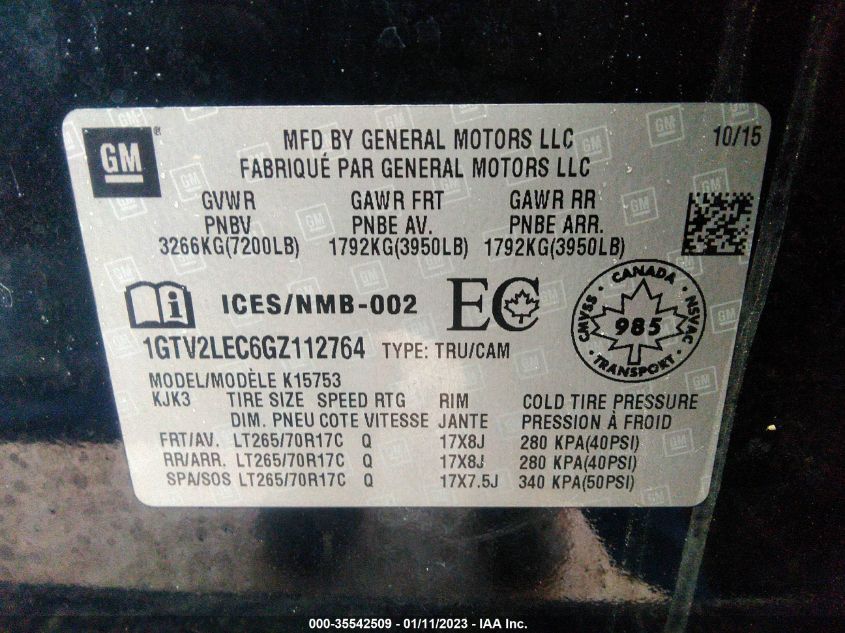 GM
MFD BY GENERAL MOTORS LLC 10/15
FABRIQUÉ PAR GENERAL MOTORS LLC
GVWR GAWR FRT GAWR RR
PNBV PNBE AV. PNBE ARR.
3266KG(7200LB) 1792KG(3950LB) 1792KG(3950LB)
i ICES/NMB-002 EC
CANADA
CMVSS 985 NSVAC
TRANSPORT
1GTV2LEC6GZ112764 TYPE: TRU/CAM
MODEL/MODÈLE K15753
KJK3 TIRE SIZE SPEED RTG RIM COLD TIRE PRESSURE
DIM. PNEU COTE VITESSE JANTE PRESSION À FROID
FRT/AV. LT265/70R17C Q 17X8J 280 KPA(40PSI)
RR/ARR. LT265/70R17C Q 17X8J 280 KPA(40PSI)
SPA/SOS LT265/70R17C Q 17X7.5J 340 KPA(50PSI)
000-35542509 - 01/11/2023 - IAA Inc.